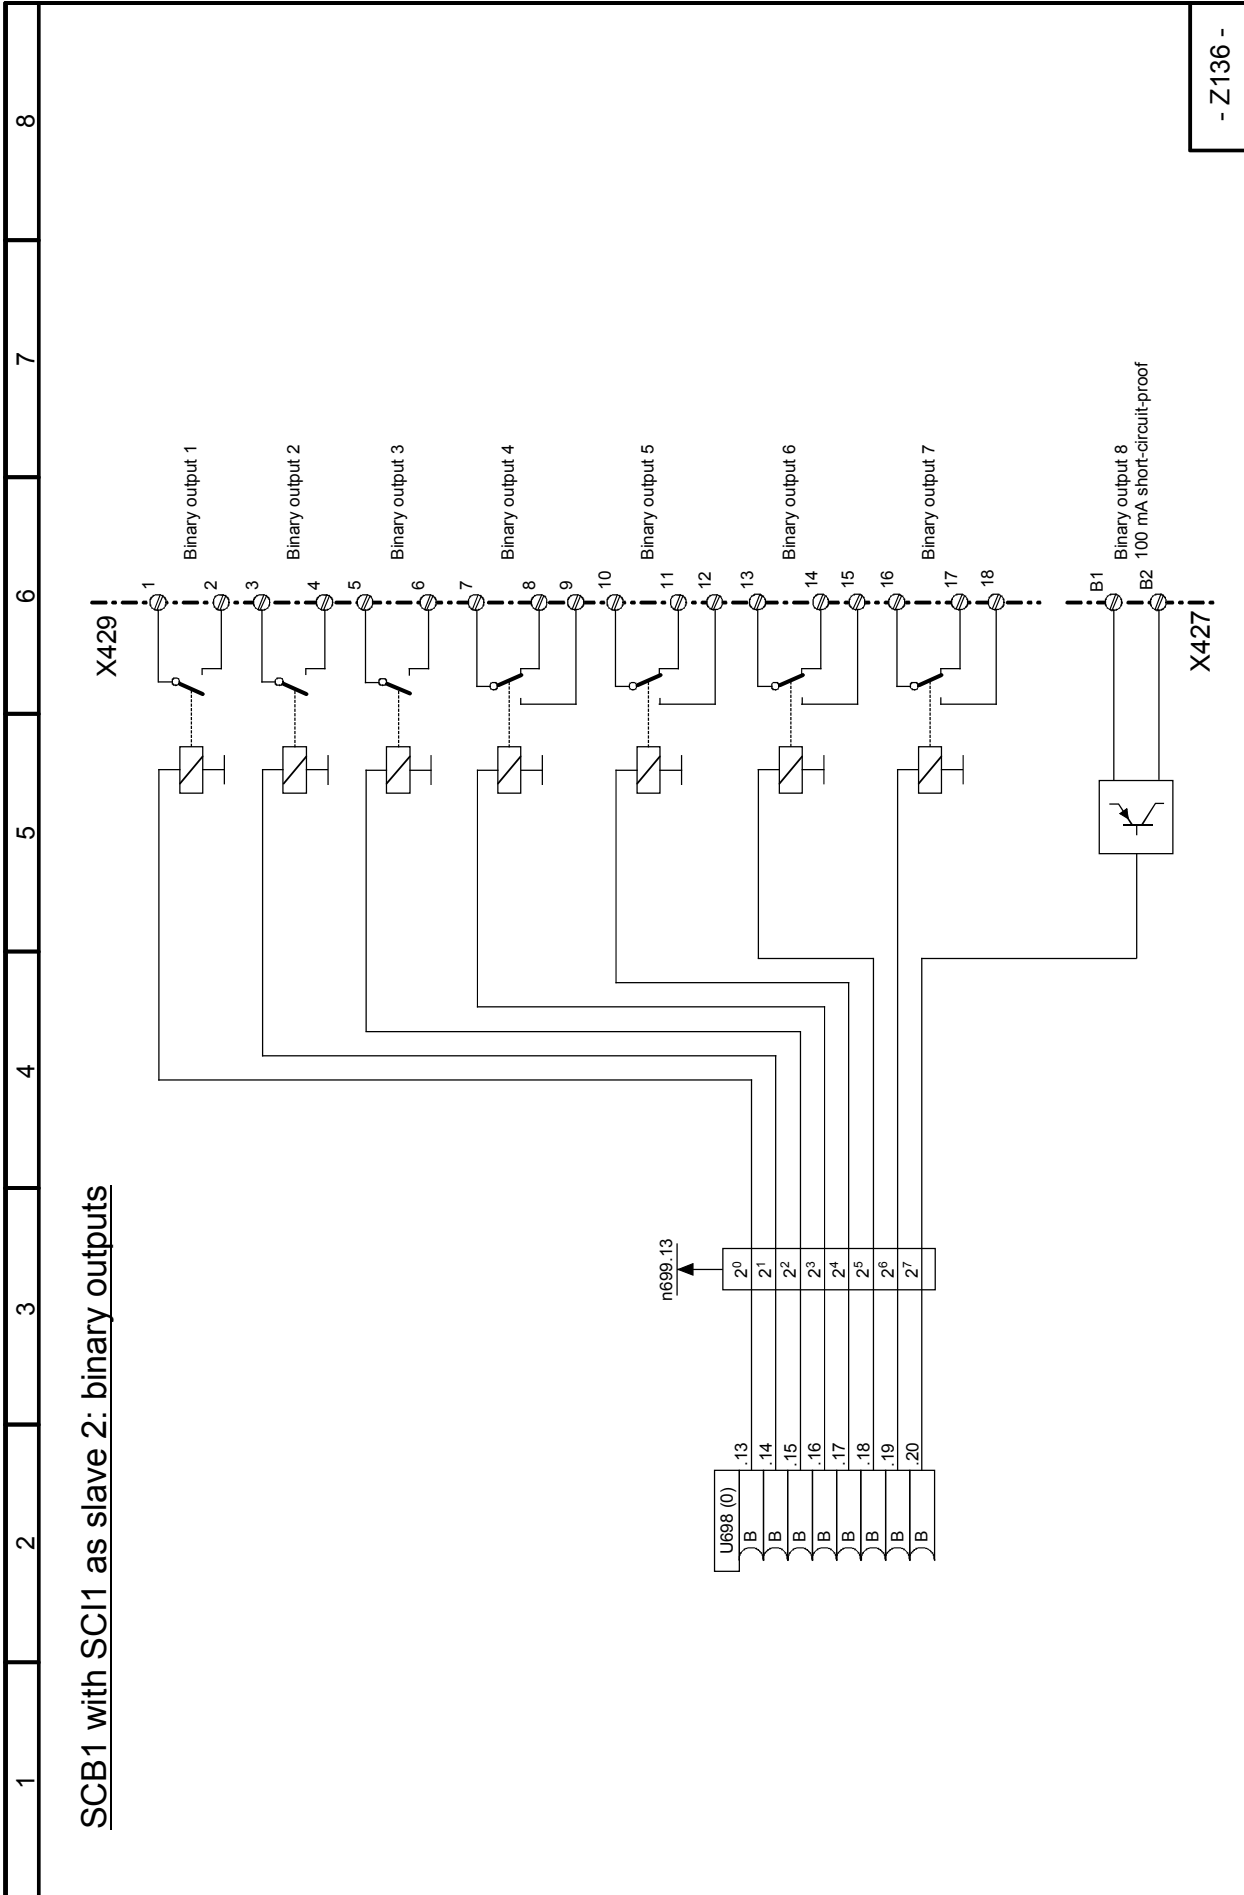 1 2 3 4 5 6 7 8
SCB1 with SCI1 as slave 2: binary outputs
X429
1
Binary output 1
2
3
Binary output 2
4
5
Binary output 3
6
7
Binary output 4
8
9
10
Binary output 5
11
12
13
Binary output 6
14
15
16
Binary output 7
17
18
n699.13
U698 (0)
B .13 2⁰
B .14 2¹
B .15 2²
B .16 2³
B .17 2⁴
B .18 2⁵
B .19 2⁶
B .20 2⁷
B1
Binary output 8
100 mA short-circuit-proof
B2
X427
- Z136 -